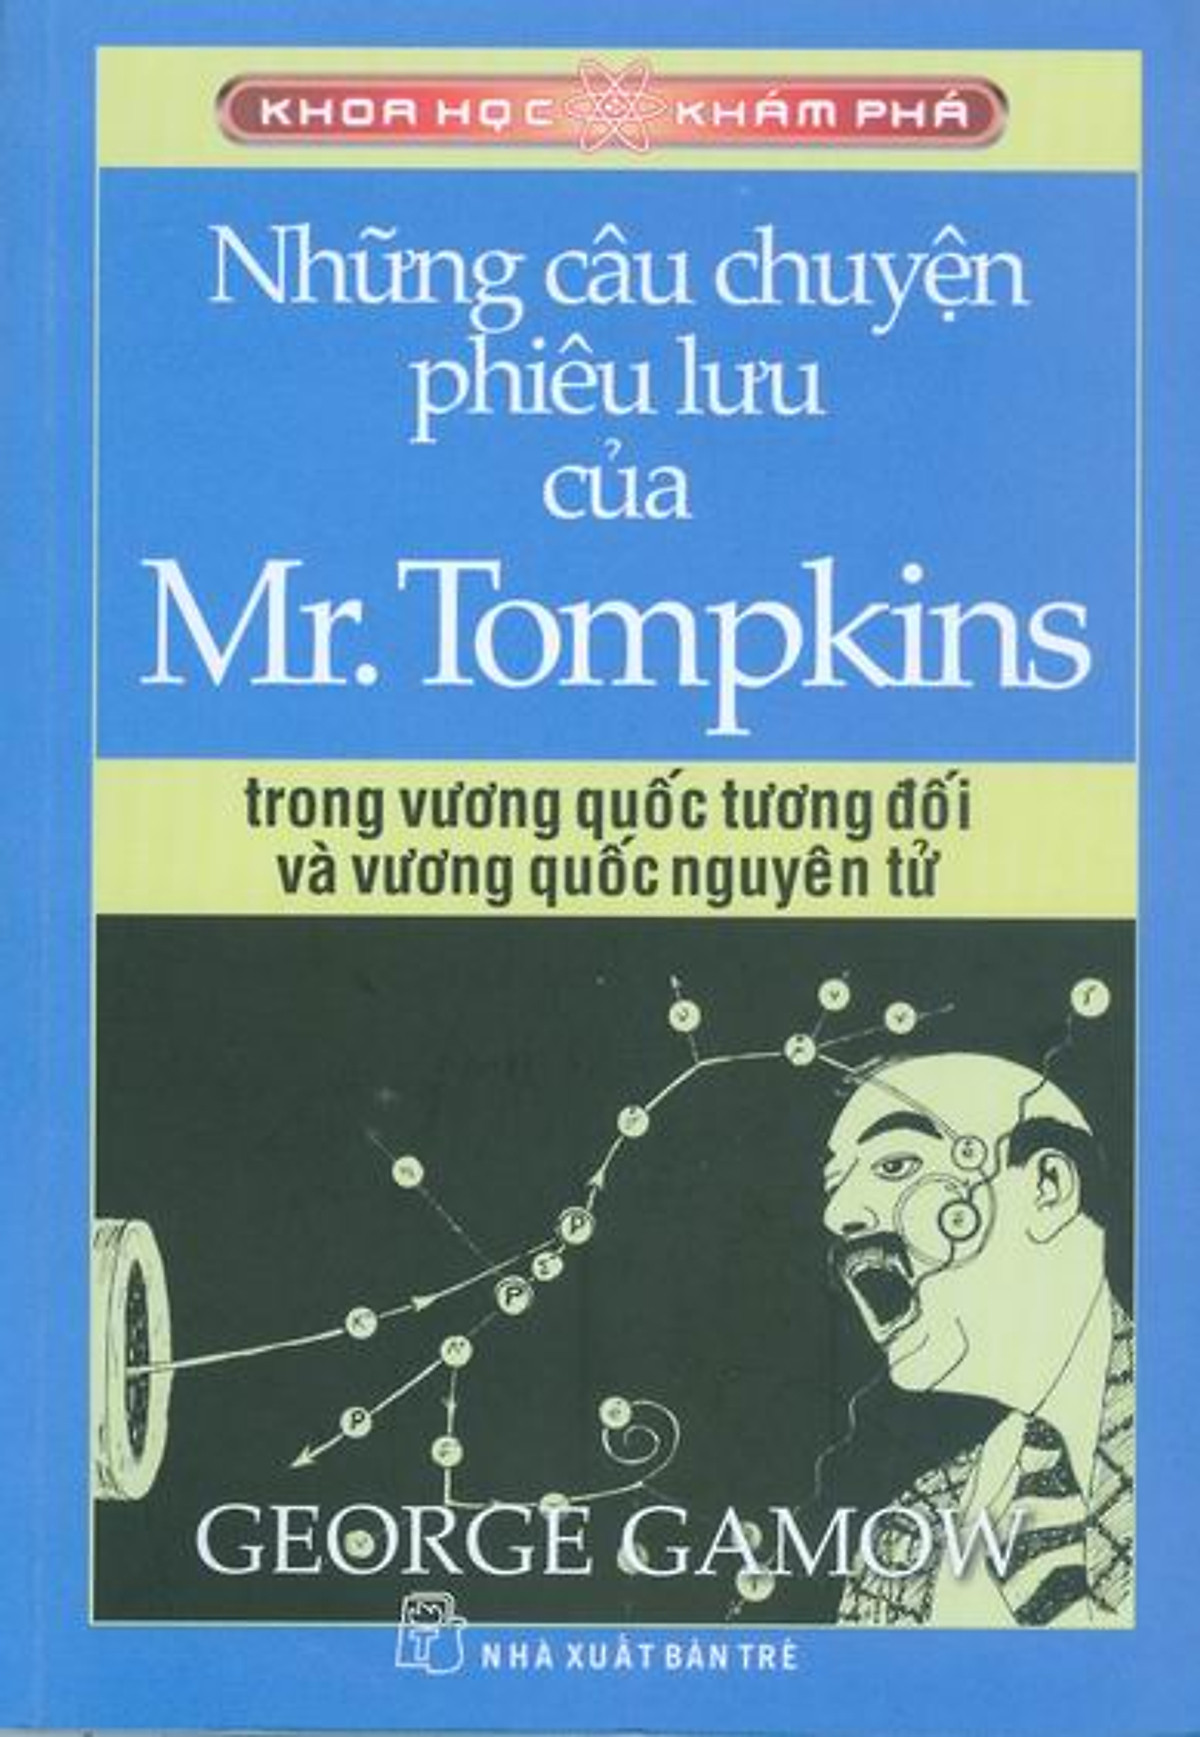 KHOA HỌC KHÁM PHÁ
Những câu chuyện
phiêu lưu
của
Mr. Tompkins
trong vương quốc tương đối
và vương quốc nguyên tử
GEORGE GAMOW
NHÀ XUẤT BẢN TRẺ